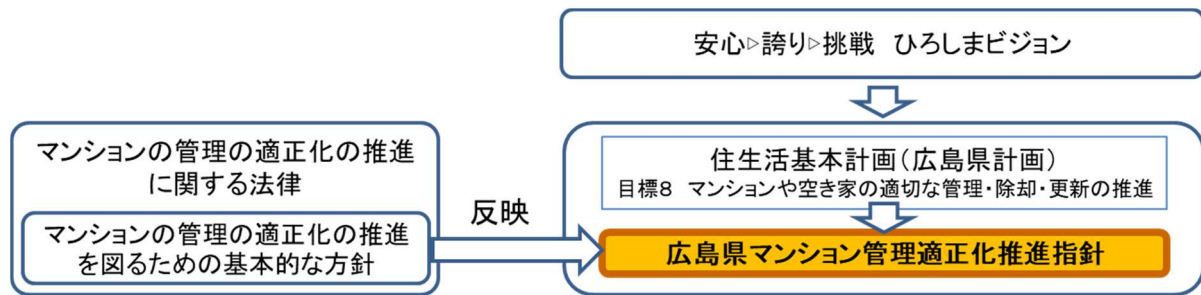 安心▷誇り▷挑戦 ひろしまビジョン
マンションの管理の適正化の推進
に関する法律
マンションの管理の適正化の推進
を図るための基本的な方針
反映
住生活基本計画(広島県計画)
目標8 マンションや空き家の適切な管理・除却・更新の推進
広島県マンション管理適正化推進指針